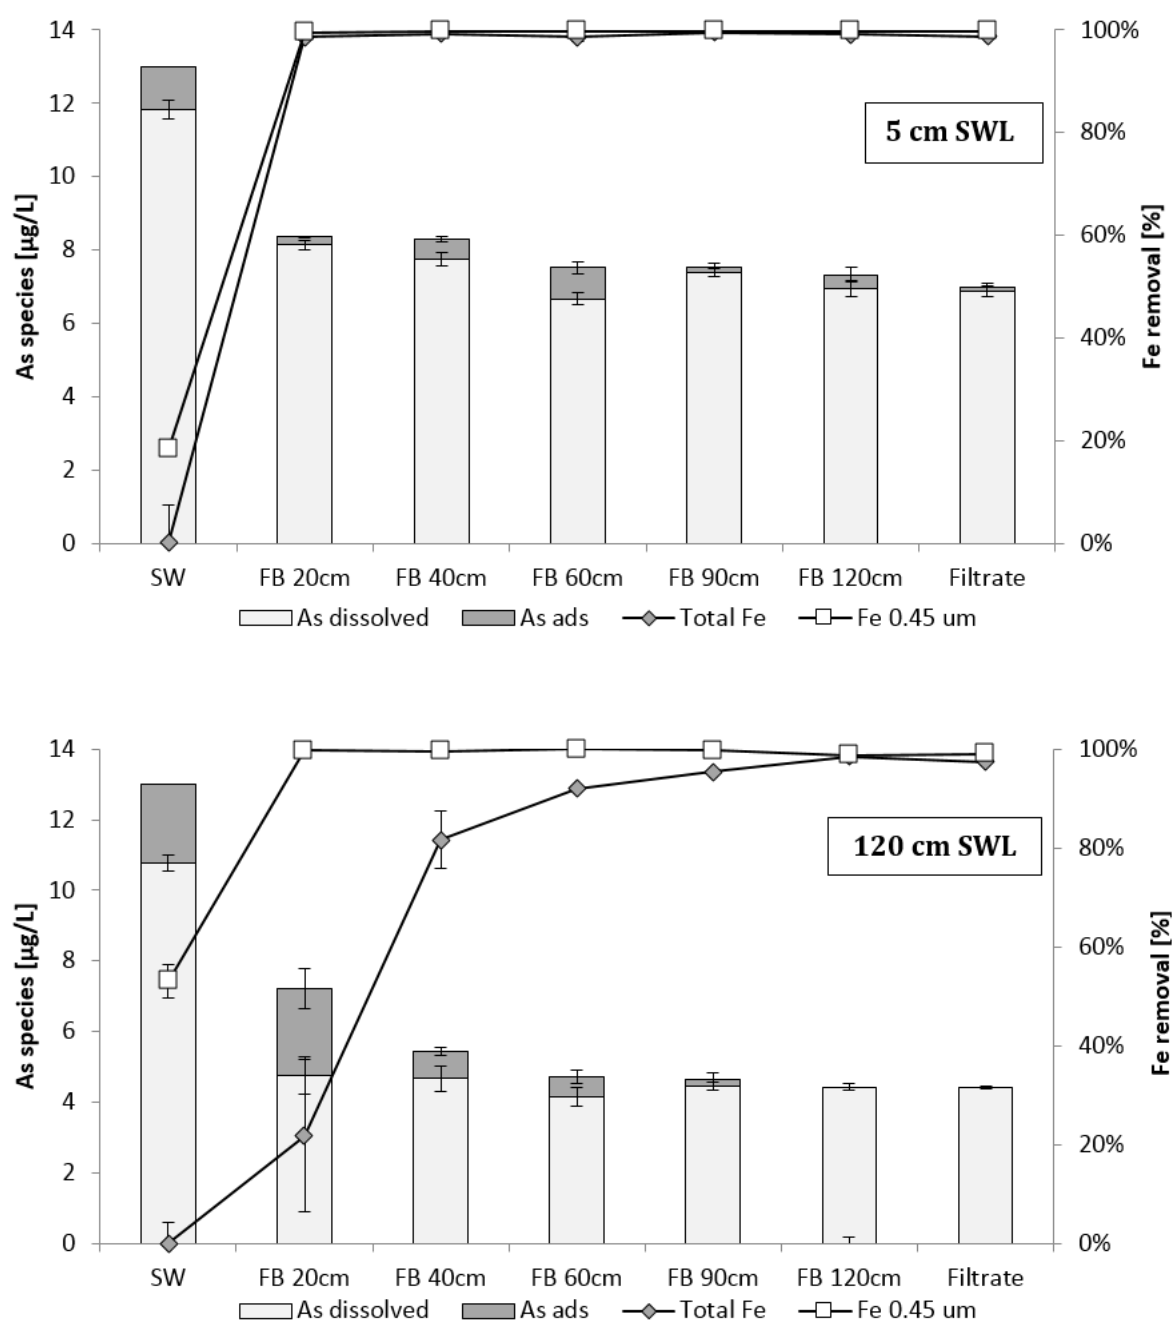 14
12
10
8
6
4
2
0
As species [µg/L]
100%
80%
60%
40%
20%
0%
Fe removal [%]
5 cm SWL
SW FB 20cm FB 40cm FB 60cm FB 90cm FB 120cm Filtrate
As dissolved As ads Total Fe Fe 0.45 um
14
12
10
8
6
4
2
0
As species [µg/L]
100%
80%
60%
40%
20%
0%
Fe removal [%]
120 cm SWL
SW FB 20cm FB 40cm FB 60cm FB 90cm FB 120cm Filtrate
As dissolved As ads Total Fe Fe 0.45 um